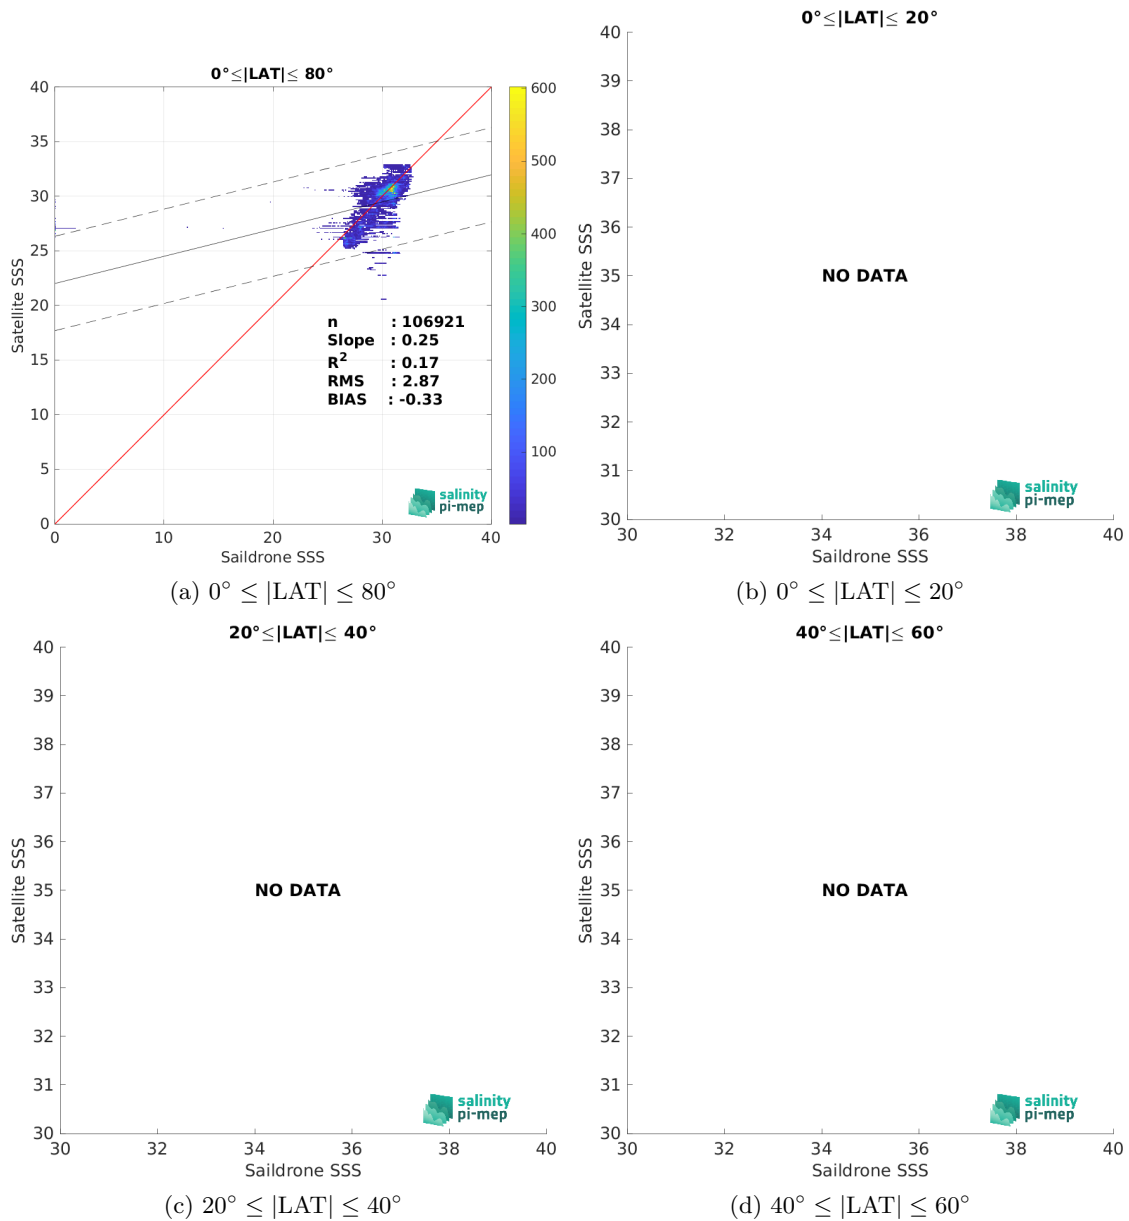 0°≤|LAT|≤ 80°
40
35
30
25
20
15
10
5
0
0
10
20
30
40
Satellite SSS
Saildrone SSS
n : 106921
Slope : 0.25
R² : 0.17
RMS : 2.87
BIAS : -0.33
600
500
400
300
200
100
salinity
pi-mep
(a) 0° ≤ |LAT| ≤ 80°
0°≤|LAT|≤ 20°
40
39
38
37
36
35
34
33
32
31
30
30
32
34
36
38
40
Satellite SSS
Saildrone SSS
NO DATA
salinity
pi-mep
(b) 0° ≤ |LAT| ≤ 20°
20°≤|LAT|≤ 40°
40
39
38
37
36
35
34
33
32
31
30
30
32
34
36
38
40
Satellite SSS
Saildrone SSS
NO DATA
salinity
pi-mep
(c) 20° ≤ |LAT| ≤ 40°
40°≤|LAT|≤ 60°
40
39
38
37
36
35
34
33
32
31
30
30
32
34
36
38
40
Satellite SSS
Saildrone SSS
NO DATA
salinity
pi-mep
(d) 40° ≤ |LAT| ≤ 60°